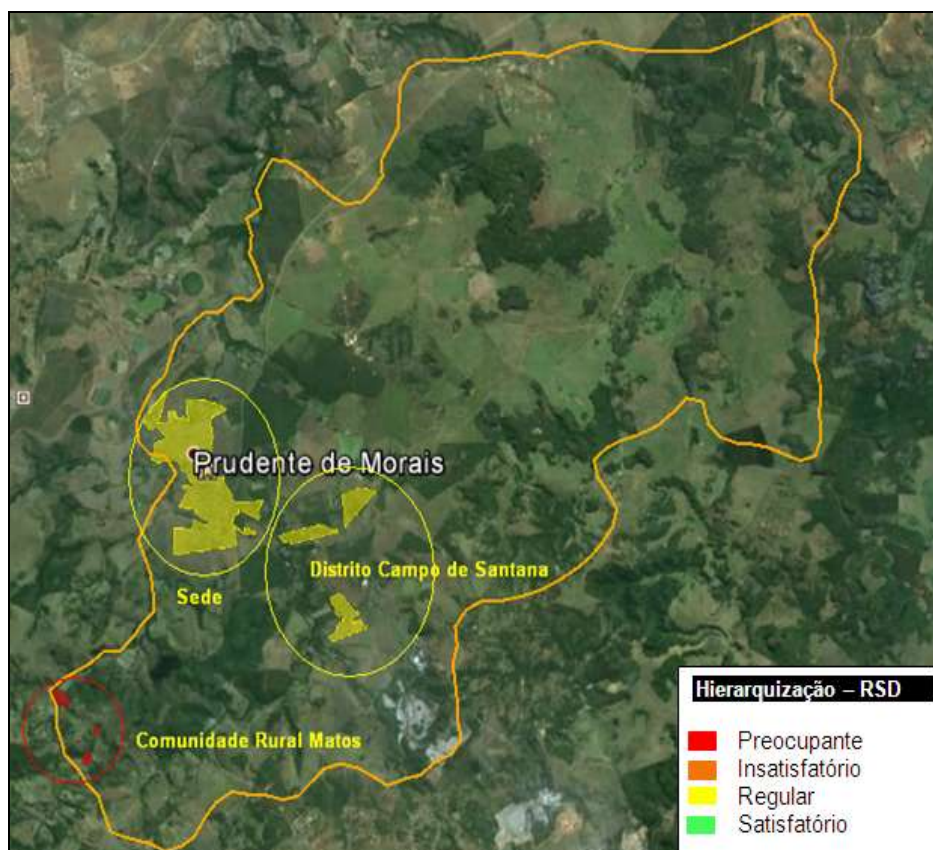 Prudente de Morais
Distrito Campo de Santana
Sede
Comunidade Rural Matos
Hierarquização – RSD
Preocupante
Insatisfatório
Regular
Satisfatório